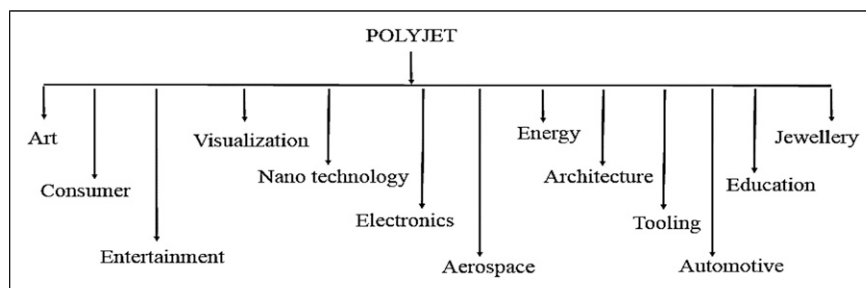 POLYJET
Art
Visualization
Energy
Jewellery
Consumer
Nano technology
Architecture
Education
Electronics
Tooling
Entertainment
Aerospace
Automotive